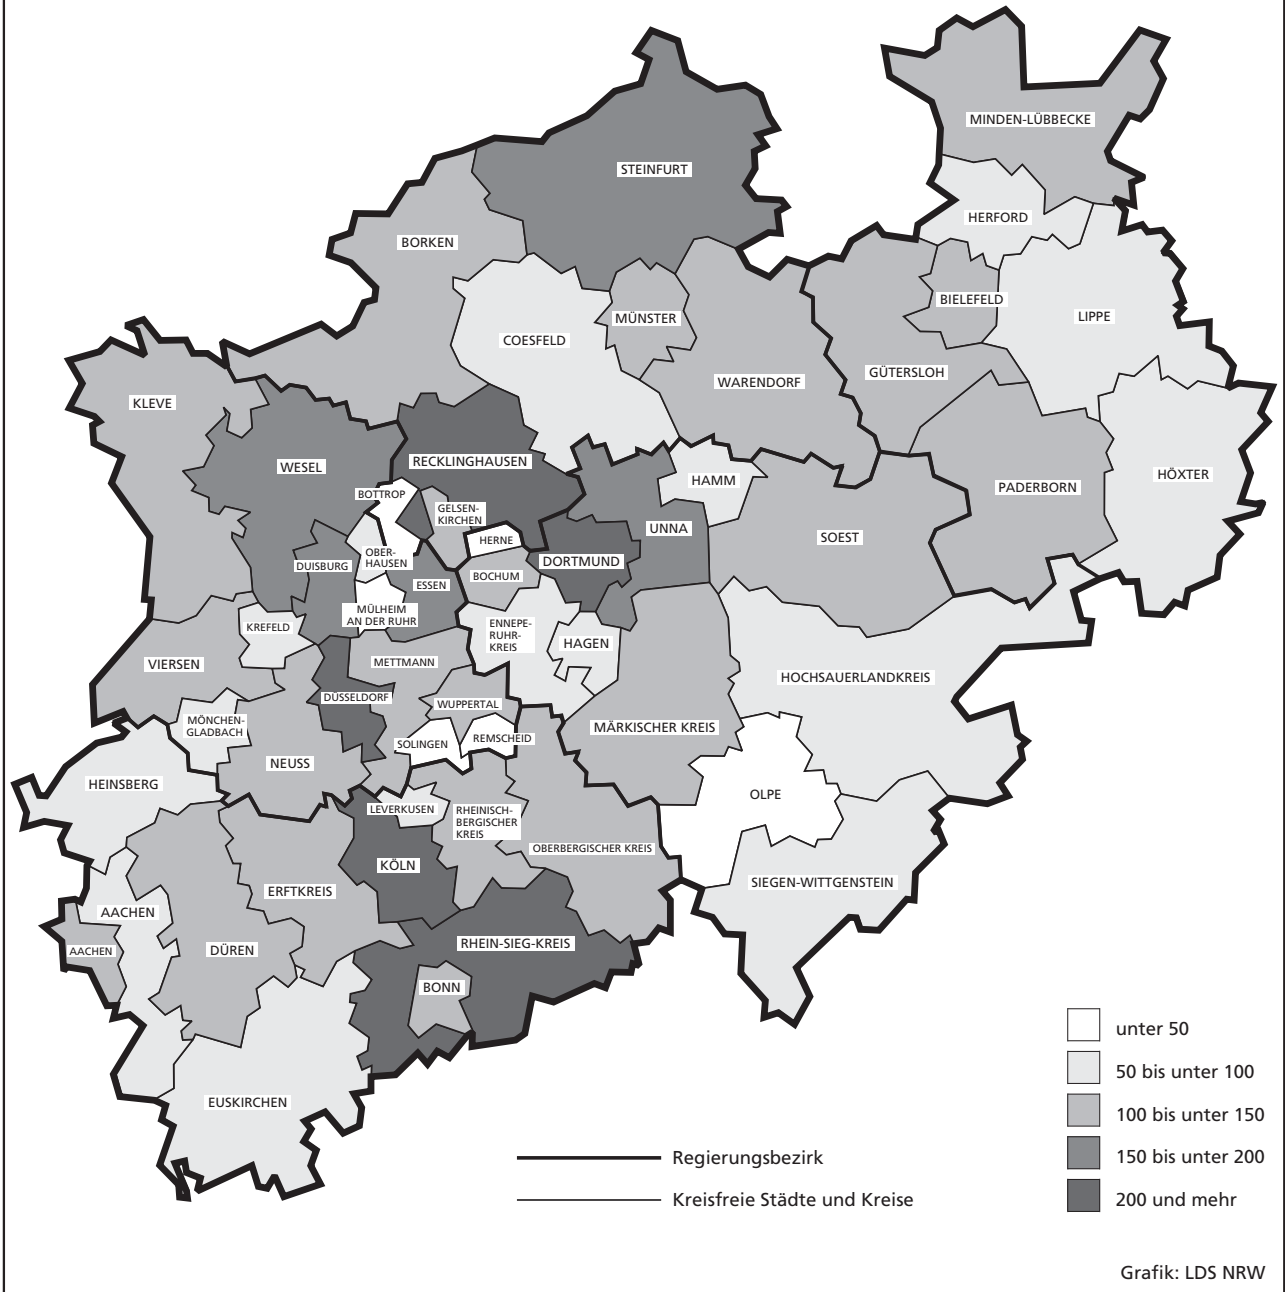 MINDEN-LÜBBECKE
STEINFURT
HERFORD
BORKEN
BIELEFELD
LIPPE
MÜNSTER
COESFELD
GÜTERSLOH
WARENDORF
KLEVE
RECKLINGHAUSEN
WESEL
HÖXTER
HAMM
PADERBORN
BOTTROP
GELSEN-
KIRCHEN
UNNA
SOEST
HERNE
OBER-
HAUSEN
DORTMUND
DUISBURG
BOCHUM
ESSEN
MÜLHEIM
AN DER RUHR
KREFELD
ENNEPE-
RUHR-
KREIS
HAGEN
VIERSEN
METTMANN
HOCHSAUERLANDKREIS
DÜSSELDORF
WUPPERTAL
MÖNCHEN-
GLADBACH
MÄRKISCHER KREIS
SOLINGEN
REMSCHEID
NEUSS
HEINSBERG
OLPE
LEVERKUSEN
RHEINISCH-
BERGISCHER
KREIS
OBERBERGISCHER KREIS
KÖLN
SIEGEN-WITTGENSTEIN
ERFTKREIS
AACHEN
RHEIN-SIEG-KREIS
AACHEN
DÜREN
BONN
EUSKIRCHEN
unter 50
50 bis unter 100
100 bis unter 150
150 bis unter 200
200 und mehr
Regierungsbezirk
Kreisfreie Städte und Kreise
Grafik: LDS NRW